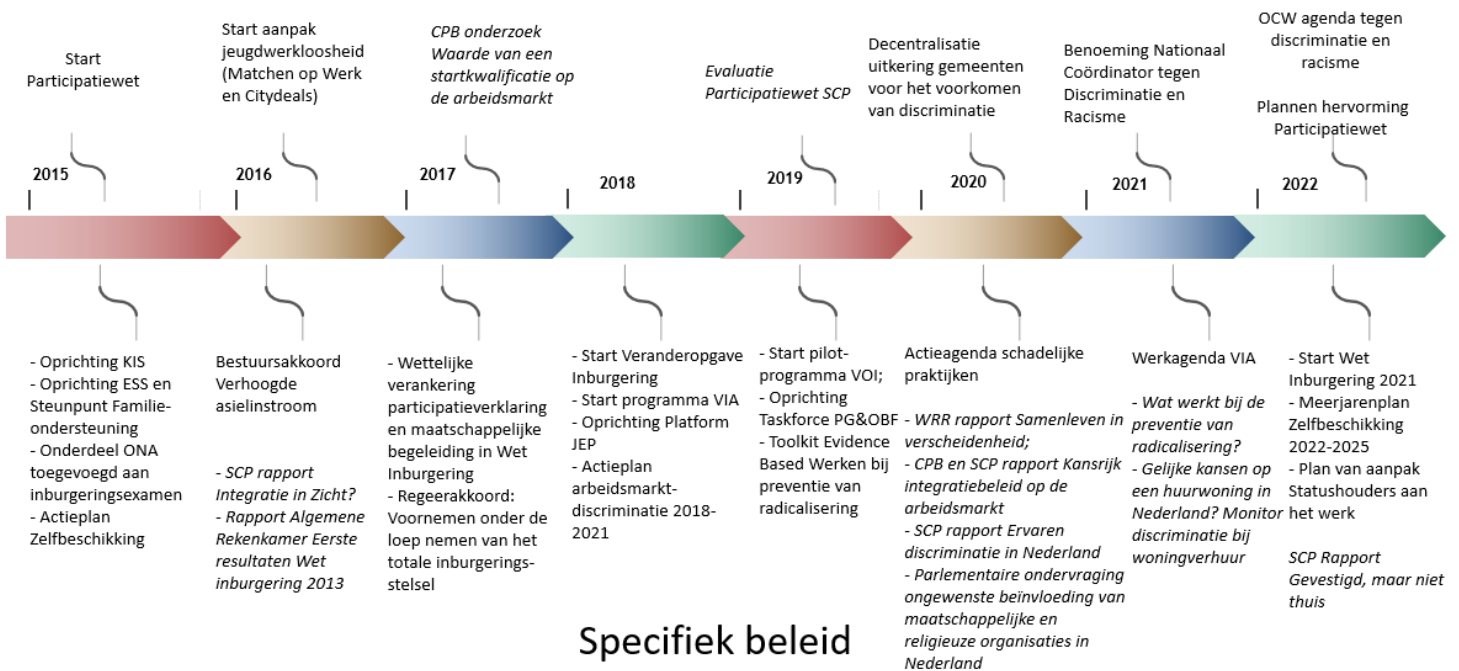 Start
Participatiewet
Start aanpak
jeugdwerkloosheid
(Matchen op Werk
en Citydeals)
CPB onderzoek
Waarde van een
startkwalificatie op
de arbeidsmarkt
Evaluatie
Participatiewet SCP
Decentralisatie
uitkering gemeenten
voor het voorkomen
van discriminatie
Benoeming Nationaal
Coördinator tegen
Discriminatie en
Racisme
OCW agenda tegen
discriminatie en
racisme
Plannen hervorming
Participatiewet
2015
2016
2017
2018
2019
2020
2021
2022
- Oprichting KIS
- Oprichting ESS en
Steunpunt Familie-
ondersteuning
- Onderdeel ONA
toegevoegd aan
inburgeringsexamen
- Actieplan
Zelfbeschikking
Bestuursakkoord
Verhoogde
asielinstroom
- SCP rapport
Integratie in Zicht?
- Rapport Algemene
Rekenkamer Eerste
resultaten Wet
inburgering 2013
- Wettelijke
verankering
participatieverklaring
en maatschappelijke
begeleiding in Wet
Inburgering
- Regeerakkoord:
Voornemen onder de
loep nemen van het
totale inburgerings-
stelsel
- Start Veranderopgave
Inburgering
- Start programma VIA
- Oprichting Platform
JEP
- Actieplan
arbeidsmarkt-
discriminatie 2018-
2021
- Start pilot-
programma VOI;
- Oprichting
Taskforce PG&OBF
- Toolkit Evidence
Based Werken bij
preventie van
radicalisering
Actieagenda schadelijke
praktijken
- WRR rapport Samenleven in
verscheidenheid;
- CPB en SCP rapport Kansrijk
integratiebeleid op de
arbeidsmarkt
- SCP rapport Ervaren
discriminatie in Nederland
- Parlementaire ondervraging
ongewenste beïnvloeding van
maatschappelijke en
religieuze organisaties in
Nederland
Werkagenda VIA
- Wat werkt bij de
preventie van
radicalisering?
- Gelijke kansen op
een huurwoning in
Nederland? Monitor
discriminatie bij
woningverhuur
- Start Wet
Inburgering 2021
- Meerjarenplan
Zelfbeschikking
2022-2025
- Plan van aanpak
Statushouders aan
het werk
SCP Rapport
Gevestigd, maar niet
thuis
Specifiek beleid